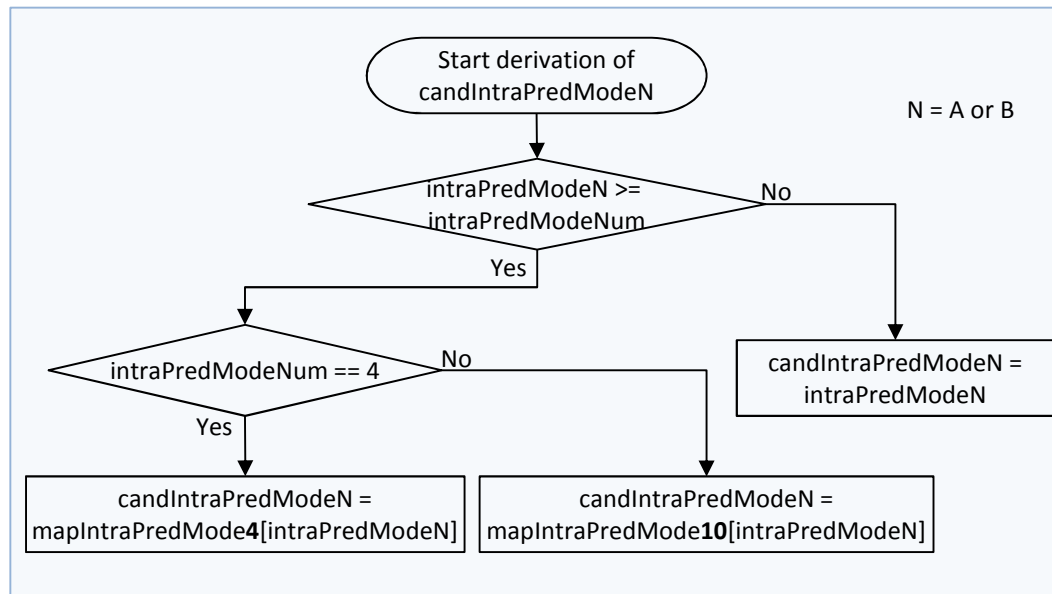 Start derivation of
candIntraPredModeN
N = A or B
intraPredModeN >=
intraPredModeNum
No
Yes
intraPredModeNum == 4
No
candIntraPredModeN =
intraPredModeN
Yes
candIntraPredModeN =
mapIntraPredMode4[intraPredModeN]
candIntraPredModeN =
mapIntraPredMode10[intraPredModeN]